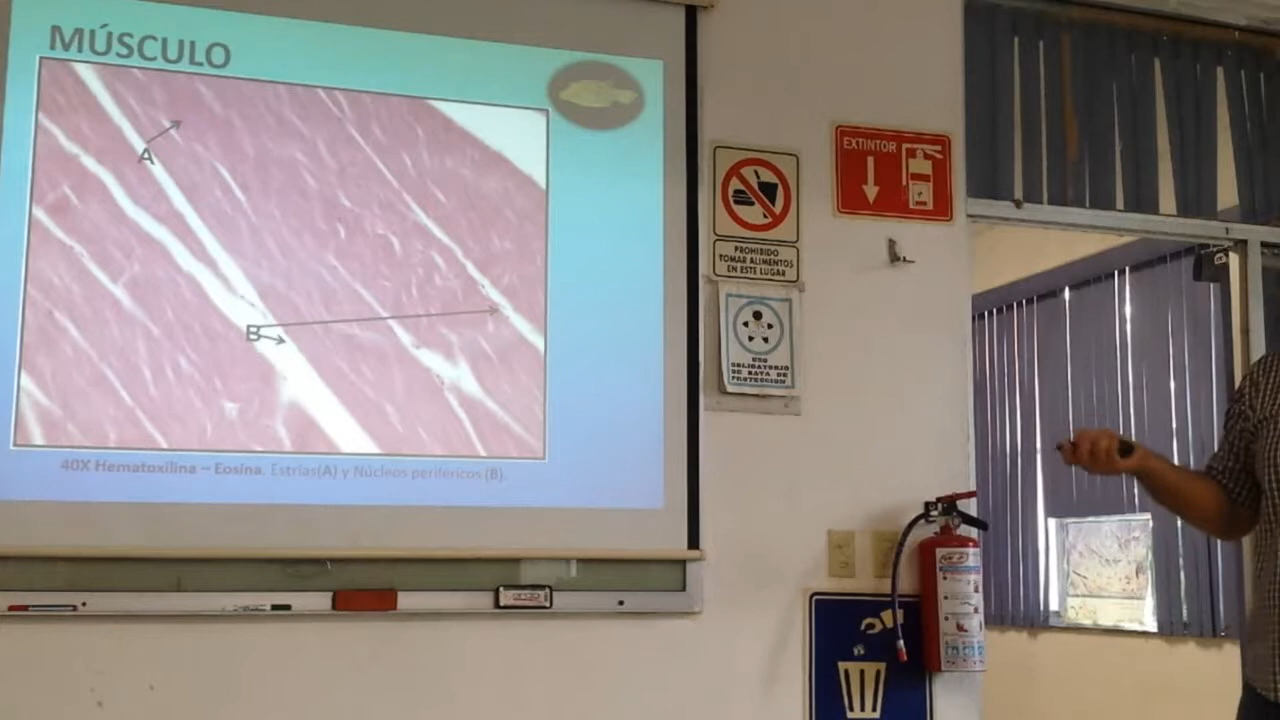 MÚSCULO
A
B
40X Hematoxilina – Eosina. Estrías(A) y Núcleos periféricos (B).
EXTINTOR
PROHIBIDO
TOMAR ALIMENTOS
EN ESTE LUGAR
USO
OBLIGATORIO
DE BATA DE
PROTECCION